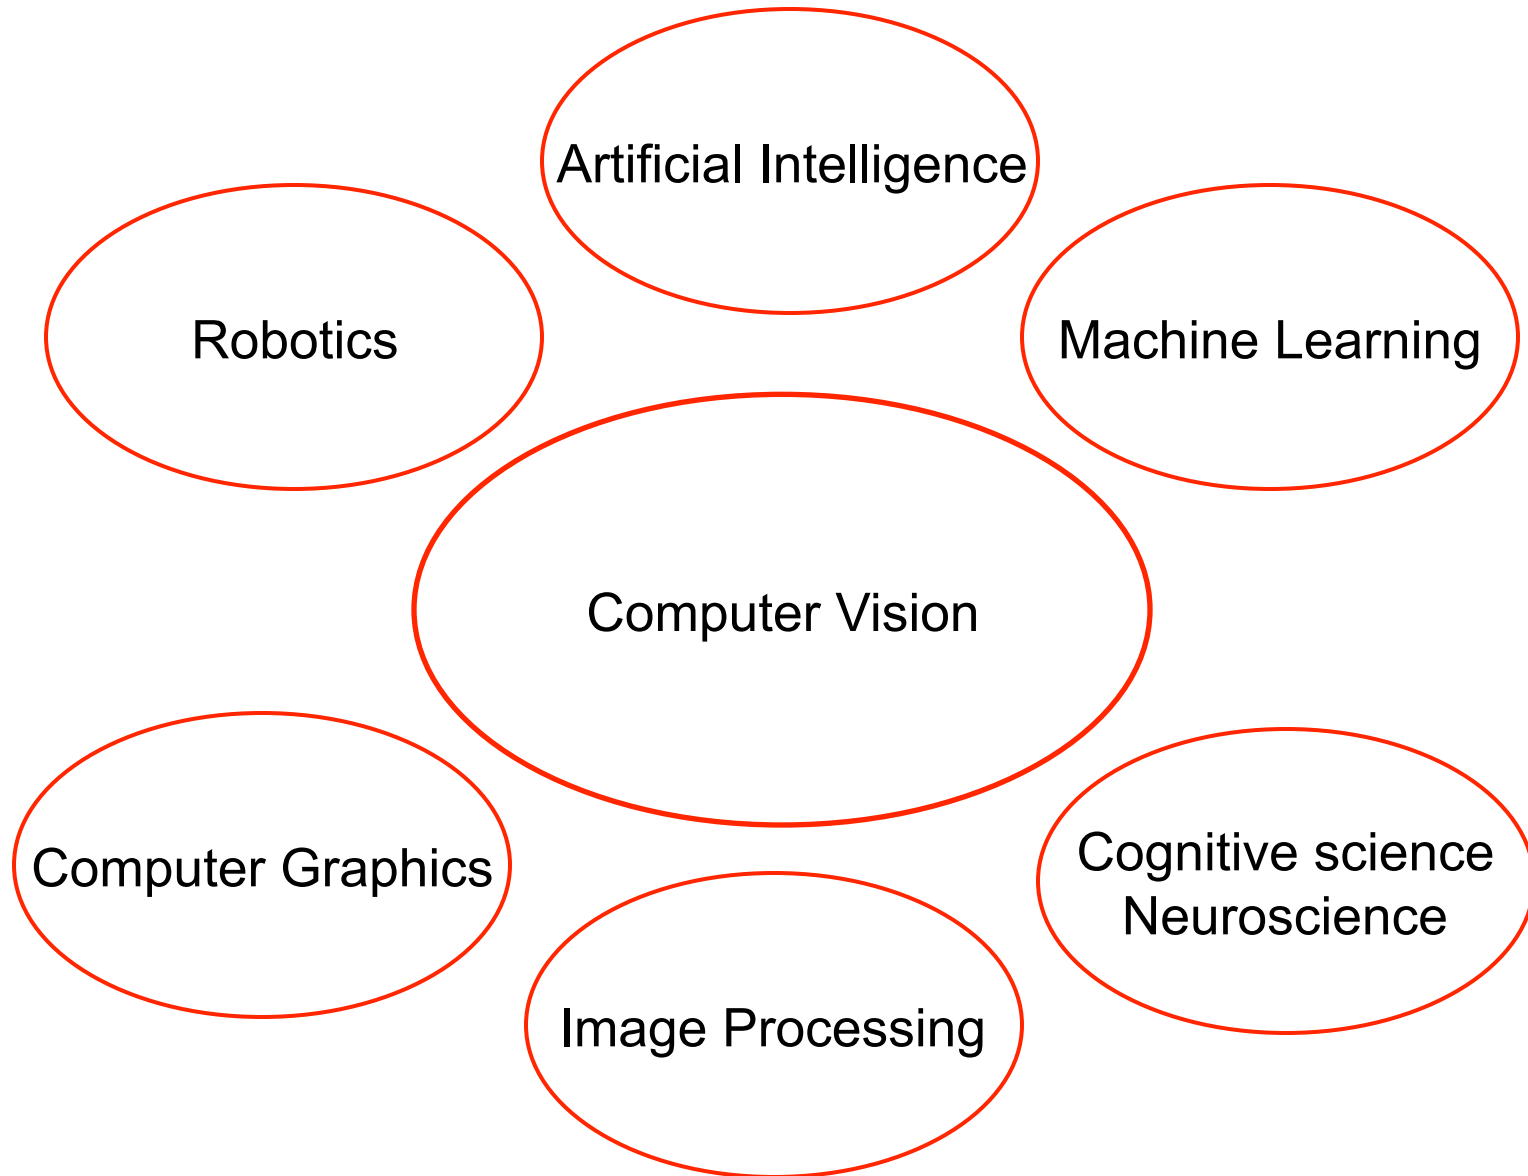 Artificial Intelligence
Robotics
Machine Learning
Computer Vision
Computer Graphics
Cognitive science
Neuroscience
Image Processing